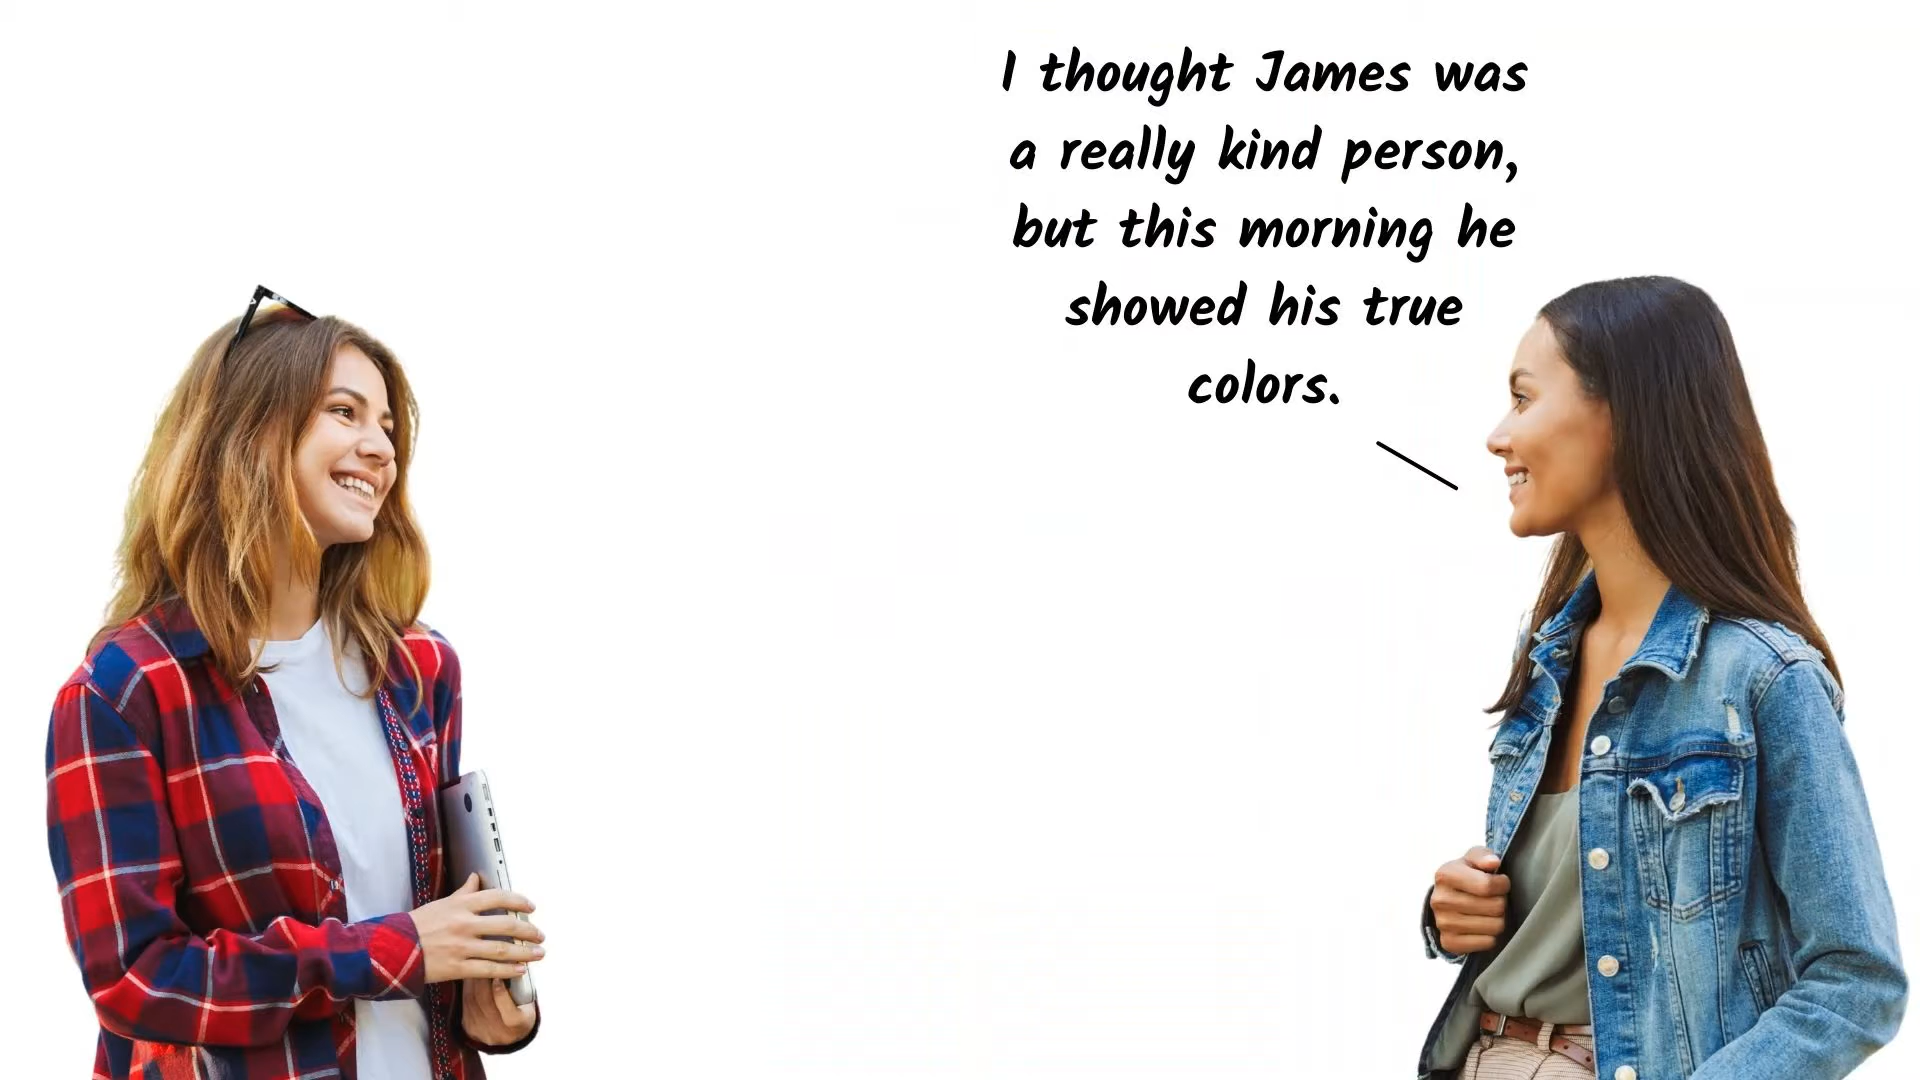 I thought James was
a really kind person,
but this morning he
showed his true
colors.